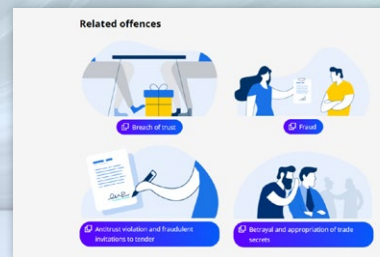 Related offences
Breach of trust
Fraud
Antitrust violation and fraudulent
invitations to tender
Betrayal and appropriation of trade
secrets